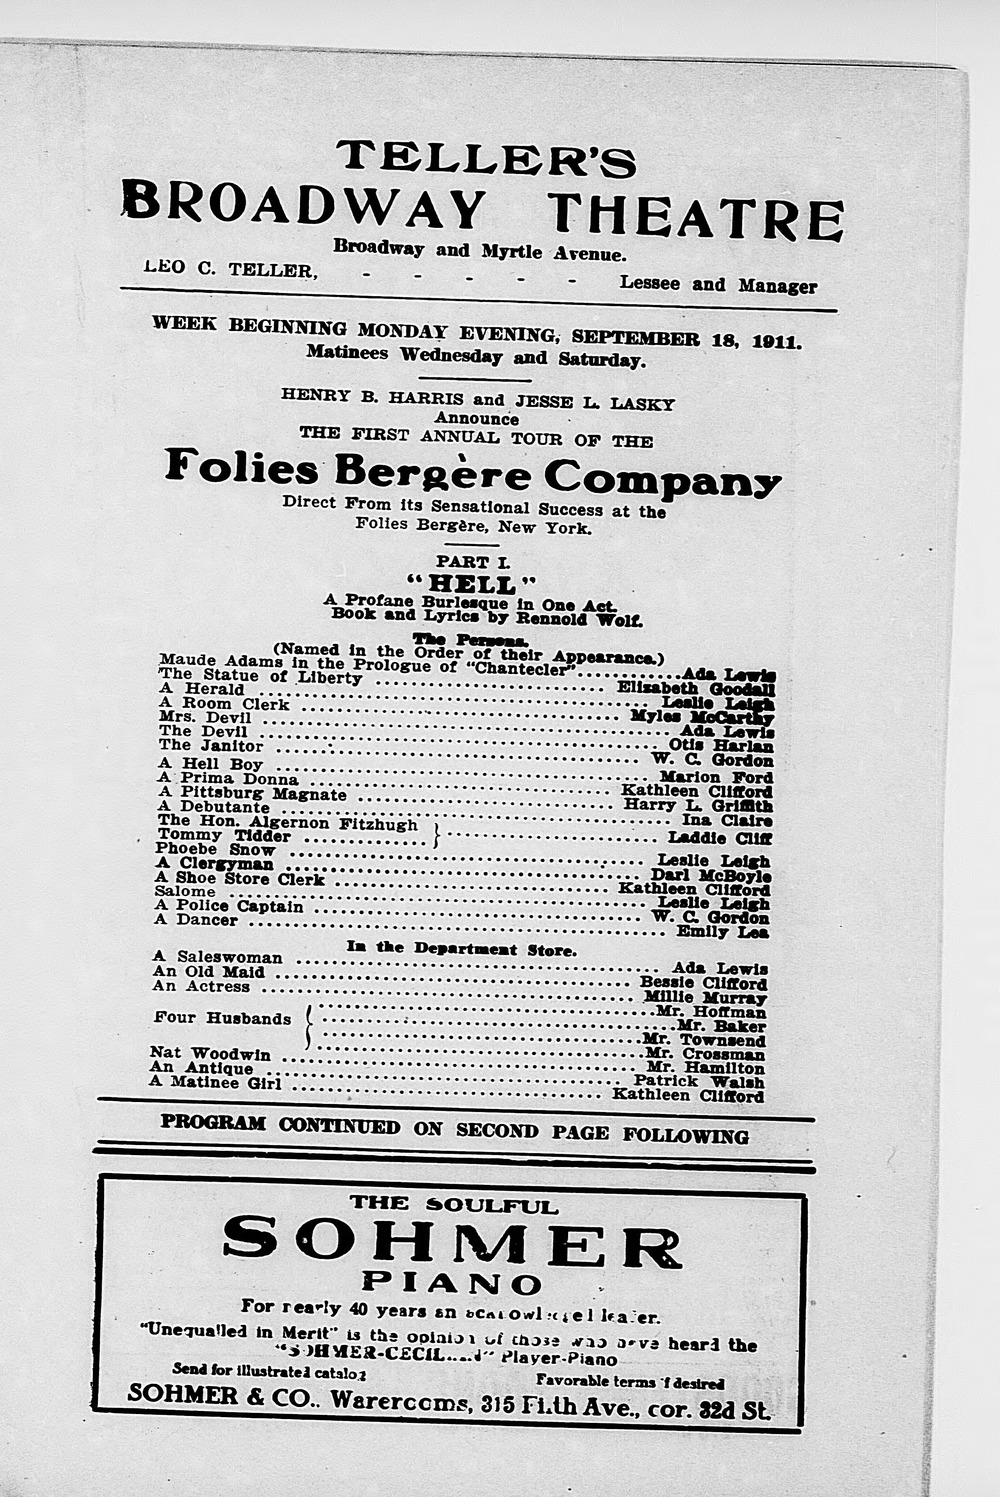 TELLER'S
BROADWAY THEATRE
Broadway and Myrtle Avenue.
LEO C. TELLER, - - - - - Lessee and Manager
WEEK BEGINNING MONDAY EVENING, SEPTEMBER 18, 1911.
Matinees Wednesday and Saturday.
HENRY B. HARRIS and JESSE L. LASKY
Announce
THE FIRST ANNUAL TOUR OF THE
Folies Bergère Company
Direct From its Sensational Success at the
Folies Bergère, New York.
PART I.
"HELL"
A Profane Burlesque in One Act.
Book and Lyrics by Rennold Wolf.
The Persons.
(Named in the Order of their Appearance.)
Maude Adams in the Prologue of "Chantecler" ............ Ada Lewis
The Statue of Liberty ............ Elizabeth Goodall
A Herald ............ Leslie Leigh
A Room Clerk ............ Myles McCarthy
Mrs. Devil ............ Ada Lewis
The Devil ............ Otis Harlan
The Janitor ............ W. C. Gordon
A Hell Boy ............ Marion Ford
A Prima Donna ............ Kathleen Clifford
A Pittsburg Magnate ............ Harry L. Griffith
A Debutante ............ Ina Claire
The Hon. Algernon Fitzhugh }
Tommy Tidder ............ } ............ Laddie Cliff
Phoebe Snow ............ Leslie Leigh
A Clergyman ............ Darl McBoyle
A Shoe Store Clerk ............ Kathleen Clifford
Salome ............ Leslie Leigh
A Police Captain ............ W. C. Gordon
A Dancer ............ Emily Lea
In the Department Store.
A Saleswoman ............ Ada Lewis
An Old Maid ............ Bessie Clifford
An Actress ............ Millie Murray
Four Husbands { ............ Mr. Hoffman
............ Mr. Baker
............ Mr. Townsend
............ Mr. Crossman
Nat Woodwin ............ Mr. Hamilton
An Antique ............ Patrick Walsh
A Matinee Girl ............ Kathleen Clifford
PROGRAM CONTINUED ON SECOND PAGE FOLLOWING
THE SOULFUL
SOHMER
PIANO
For nearly 40 years an acknowledged leader.
"Unequalled in Merit" is the opinion of those who have heard the
"SOHMER-CECILIAN" Player-Piano
Send for illustrated catalog Favorable terms if desired
SOHMER & CO., Warerooms, 315 Fifth Ave., cor. 32d St.